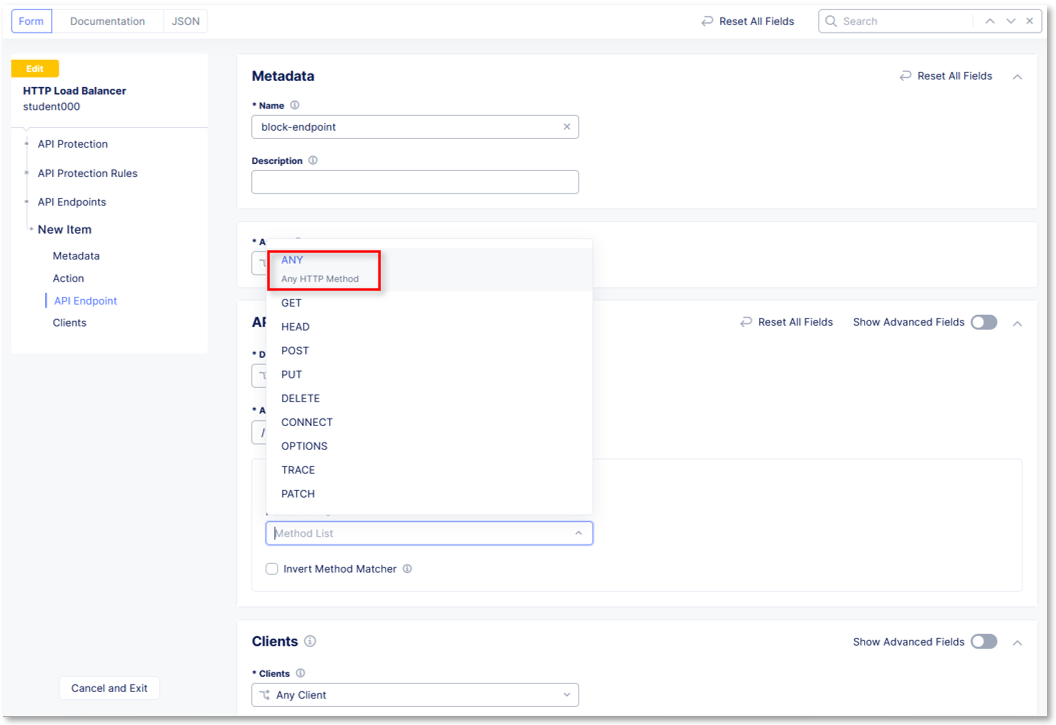 Form Documentation JSON Reset All Fields Search
Edit
HTTP Load Balancer
student000
API Protection
API Protection Rules
API Endpoints
New Item
Metadata
Action
API Endpoint
Clients
Cancel and Exit
Metadata Reset All Fields
* Name
block-endpoint
Description
* A
ANY
Any HTTP Method
GET
HEAD
POST
PUT
DELETE
CONNECT
OPTIONS
TRACE
PATCH
AP Reset All Fields Show Advanced Fields
* D
* A
/
Method List
Invert Method Matcher
Clients Show Advanced Fields
* Clients
Any Client